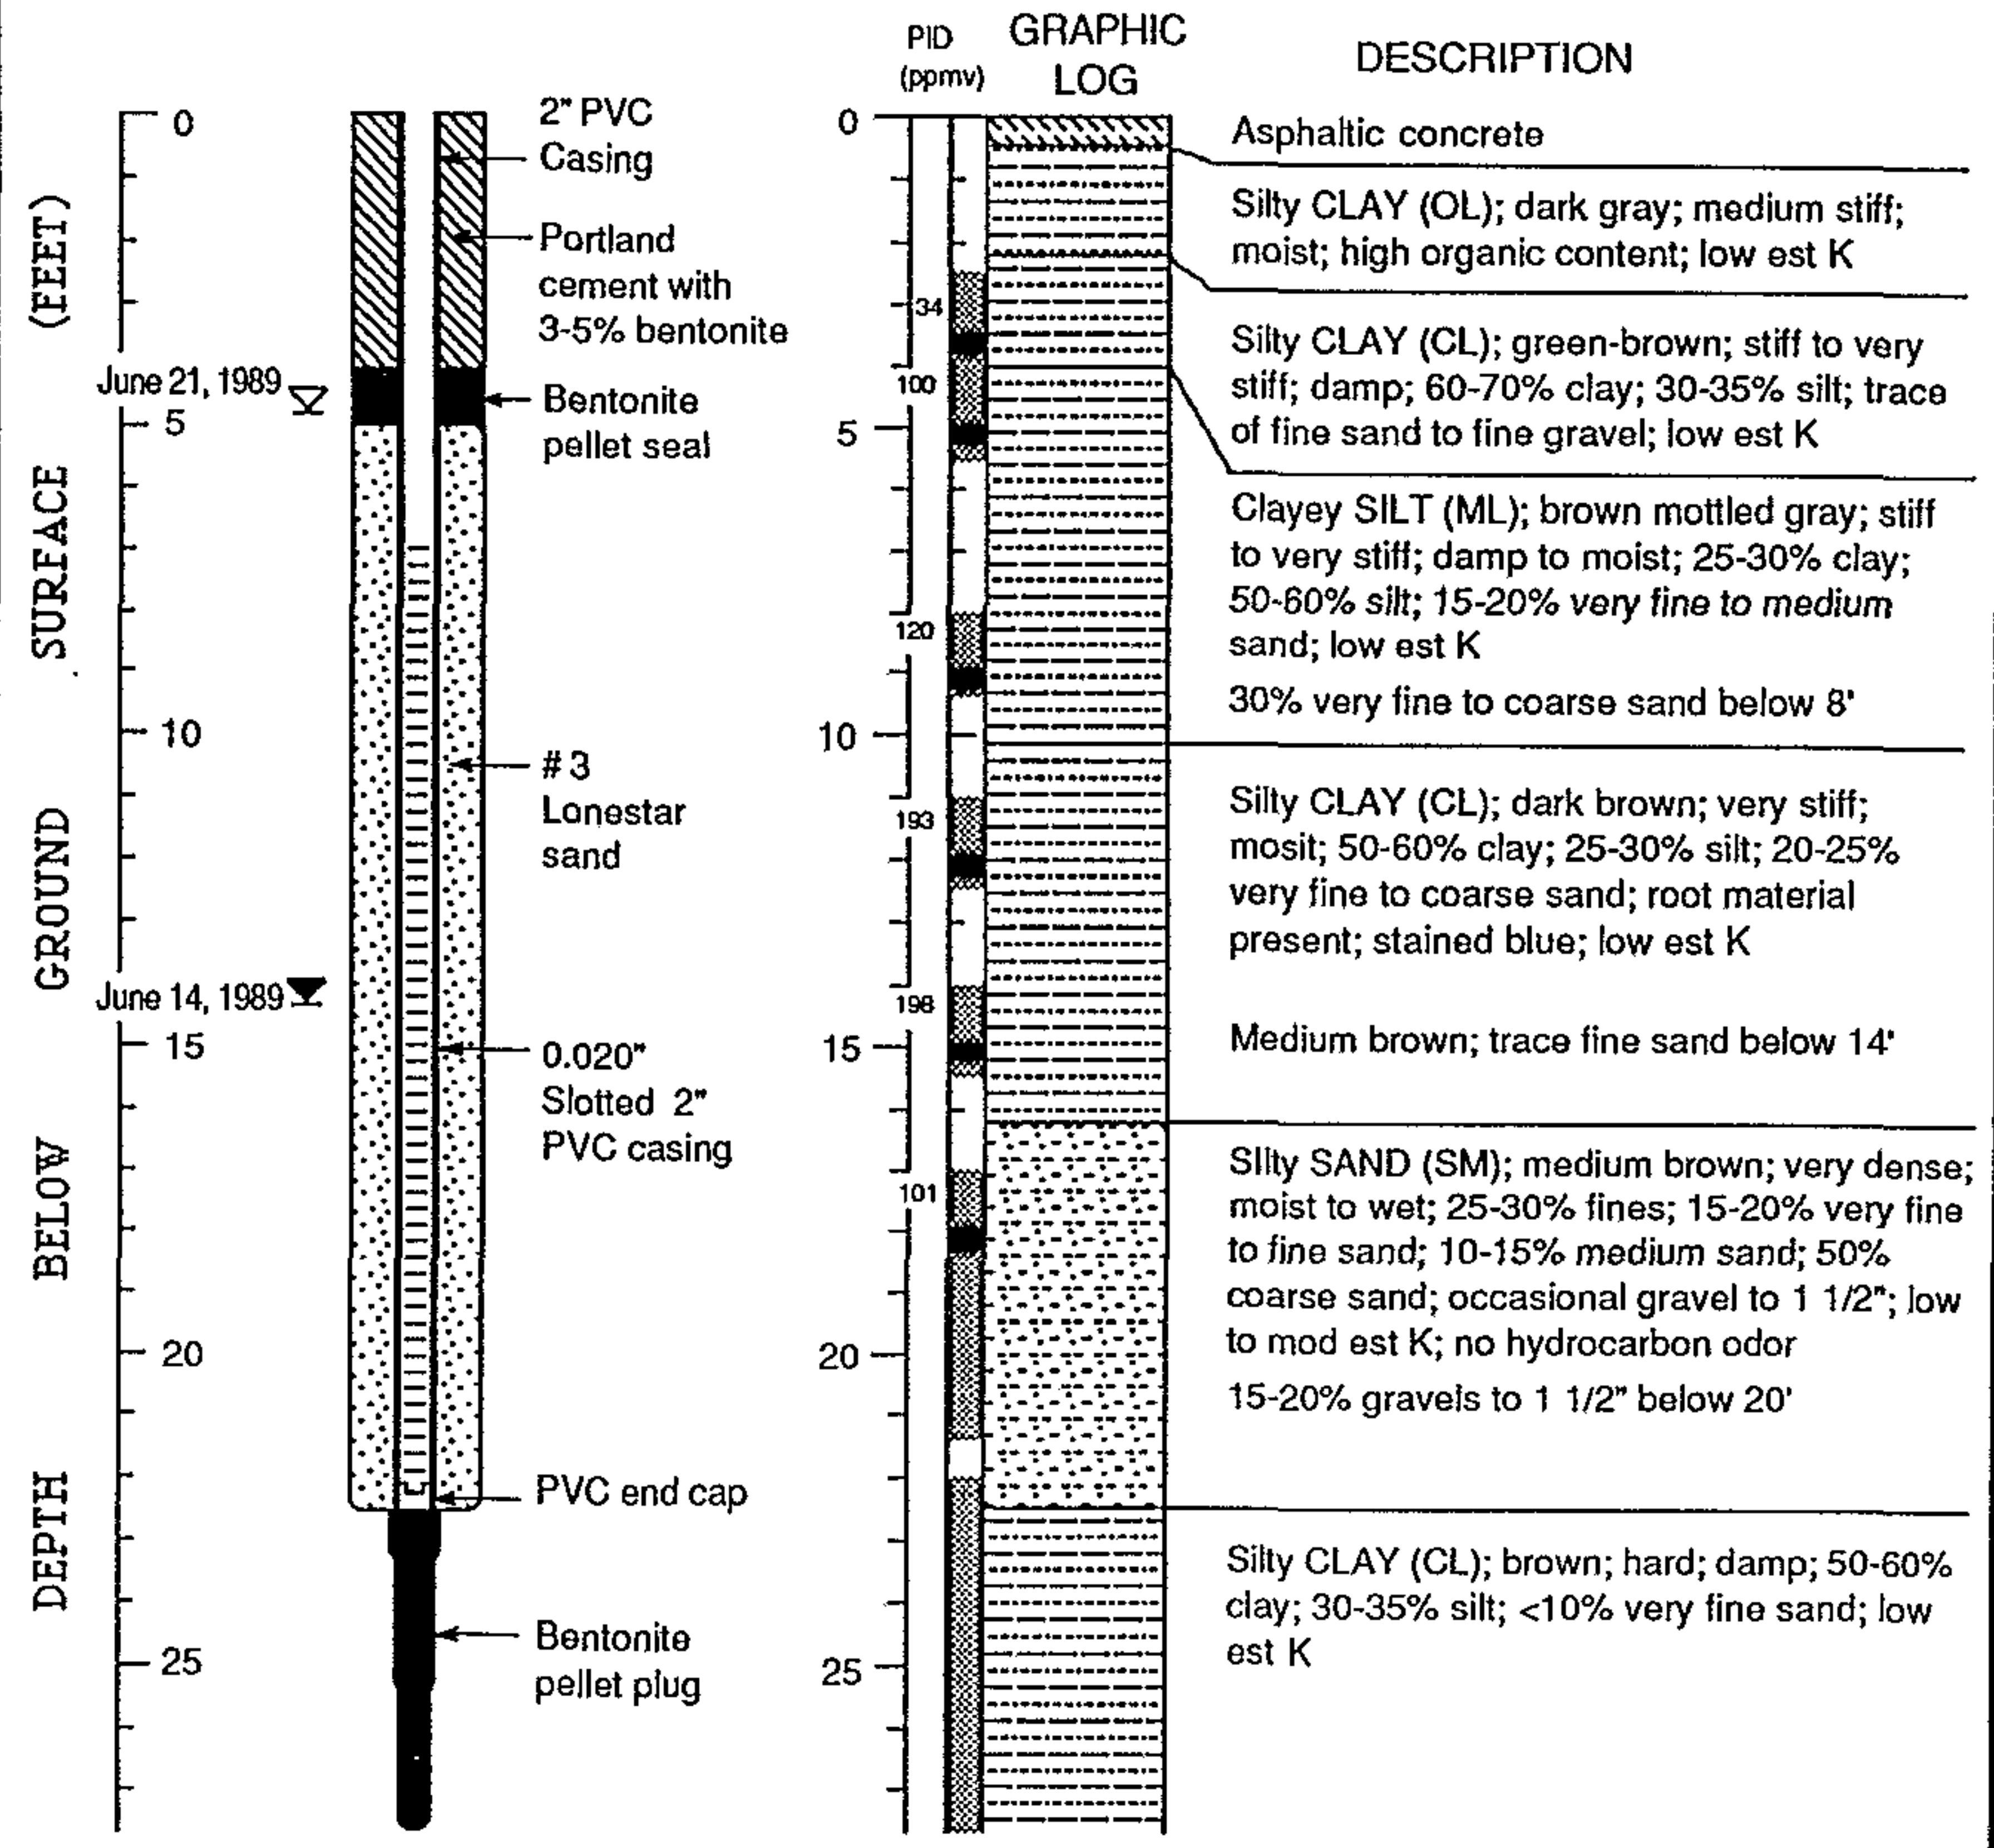 PID
(ppmv)
GRAPHIC
LOG
DESCRIPTION
DEPTH BELOW GROUND SURFACE (FEET)
0
5
10
15
20
25
June 21, 1989
June 14, 1989
2" PVC
Casing
Portland
cement with
3-5% bentonite
Bentonite
pellet seal
# 3
Lonestar
sand
0.020"
Slotted 2"
PVC casing
PVC end cap
Bentonite
pellet plug
0
5
10
15
20
25
34
100
120
193
198
101
Asphaltic concrete
Silty CLAY (OL); dark gray; medium stiff;
moist; high organic content; low est K
Silty CLAY (CL); green-brown; stiff to very
stiff; damp; 60-70% clay; 30-35% silt; trace
of fine sand to fine gravel; low est K
Clayey SILT (ML); brown mottled gray; stiff
to very stiff; damp to moist; 25-30% clay;
50-60% silt; 15-20% very fine to medium
sand; low est K
30% very fine to coarse sand below 8'
Silty CLAY (CL); dark brown; very stiff;
mosit; 50-60% clay; 25-30% silt; 20-25%
very fine to coarse sand; root material
present; stained blue; low est K
Medium brown; trace fine sand below 14'
Silty SAND (SM); medium brown; very dense;
moist to wet; 25-30% fines; 15-20% very fine
to fine sand; 10-15% medium sand; 50%
coarse sand; occasional gravel to 1 1/2"; low
to mod est K; no hydrocarbon odor
15-20% gravels to 1 1/2" below 20'
Silty CLAY (CL); brown; hard; damp; 50-60%
clay; 30-35% silt; <10% very fine sand; low
est K